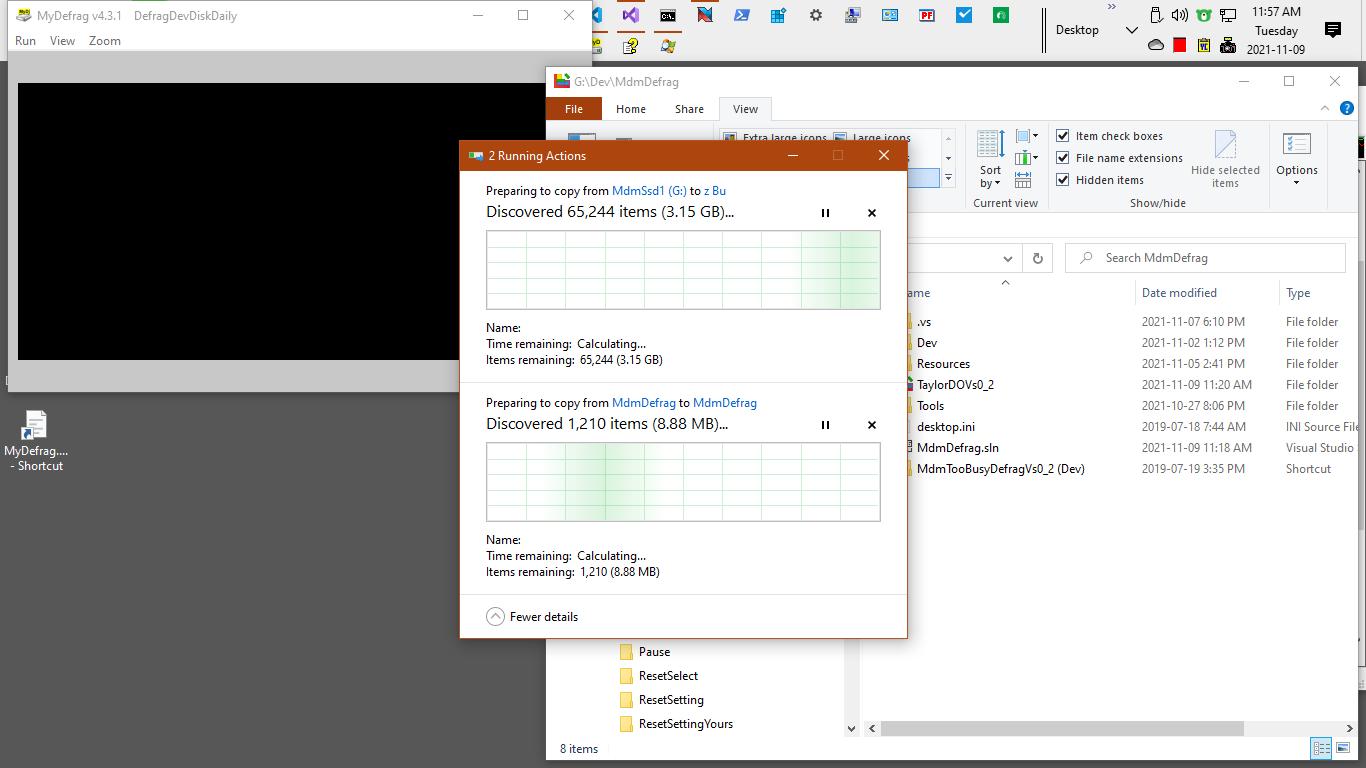 MyDefrag v4.3.1 DefragDevDiskDaily
Run View Zoom
PF
Desktop
»
11:57 AM
Tuesday
2021-11-09
MyDefrag....
- Shortcut
G:\Dev\MdmDefrag
File Home Share View
Extra large icons Large icons
Sort
by
Current view
Item check boxes
File name extensions
Hidden items
Hide selected
items
Show/hide
Options
Search MdmDefrag
Date modified Type
.vs 2021-11-07 6:10 PM File folder
Dev 2021-11-02 1:12 PM File folder
Resources 2021-11-05 2:41 PM File folder
TaylorDOVs0_2 2021-11-09 11:20 AM File folder
Tools 2021-10-27 8:06 PM File folder
desktop.ini 2019-07-18 7:44 AM INI Source File
MdmDefrag.sln 2021-11-09 11:18 AM Visual Studio
MdmTooBusyDefragVs0_2 (Dev) 2019-07-19 3:35 PM Shortcut
2 Running Actions
Preparing to copy from MdmSsd1 (G:) to z Bu
Discovered 65,244 items (3.15 GB)...
Name:
Time remaining: Calculating...
Items remaining: 65,244 (3.15 GB)
Preparing to copy from MdmDefrag to MdmDefrag
Discovered 1,210 items (8.88 MB)...
Name:
Time remaining: Calculating...
Items remaining: 1,210 (8.88 MB)
Fewer details
Pause
ResetSelect
ResetSetting
ResetSettingYours
8 items